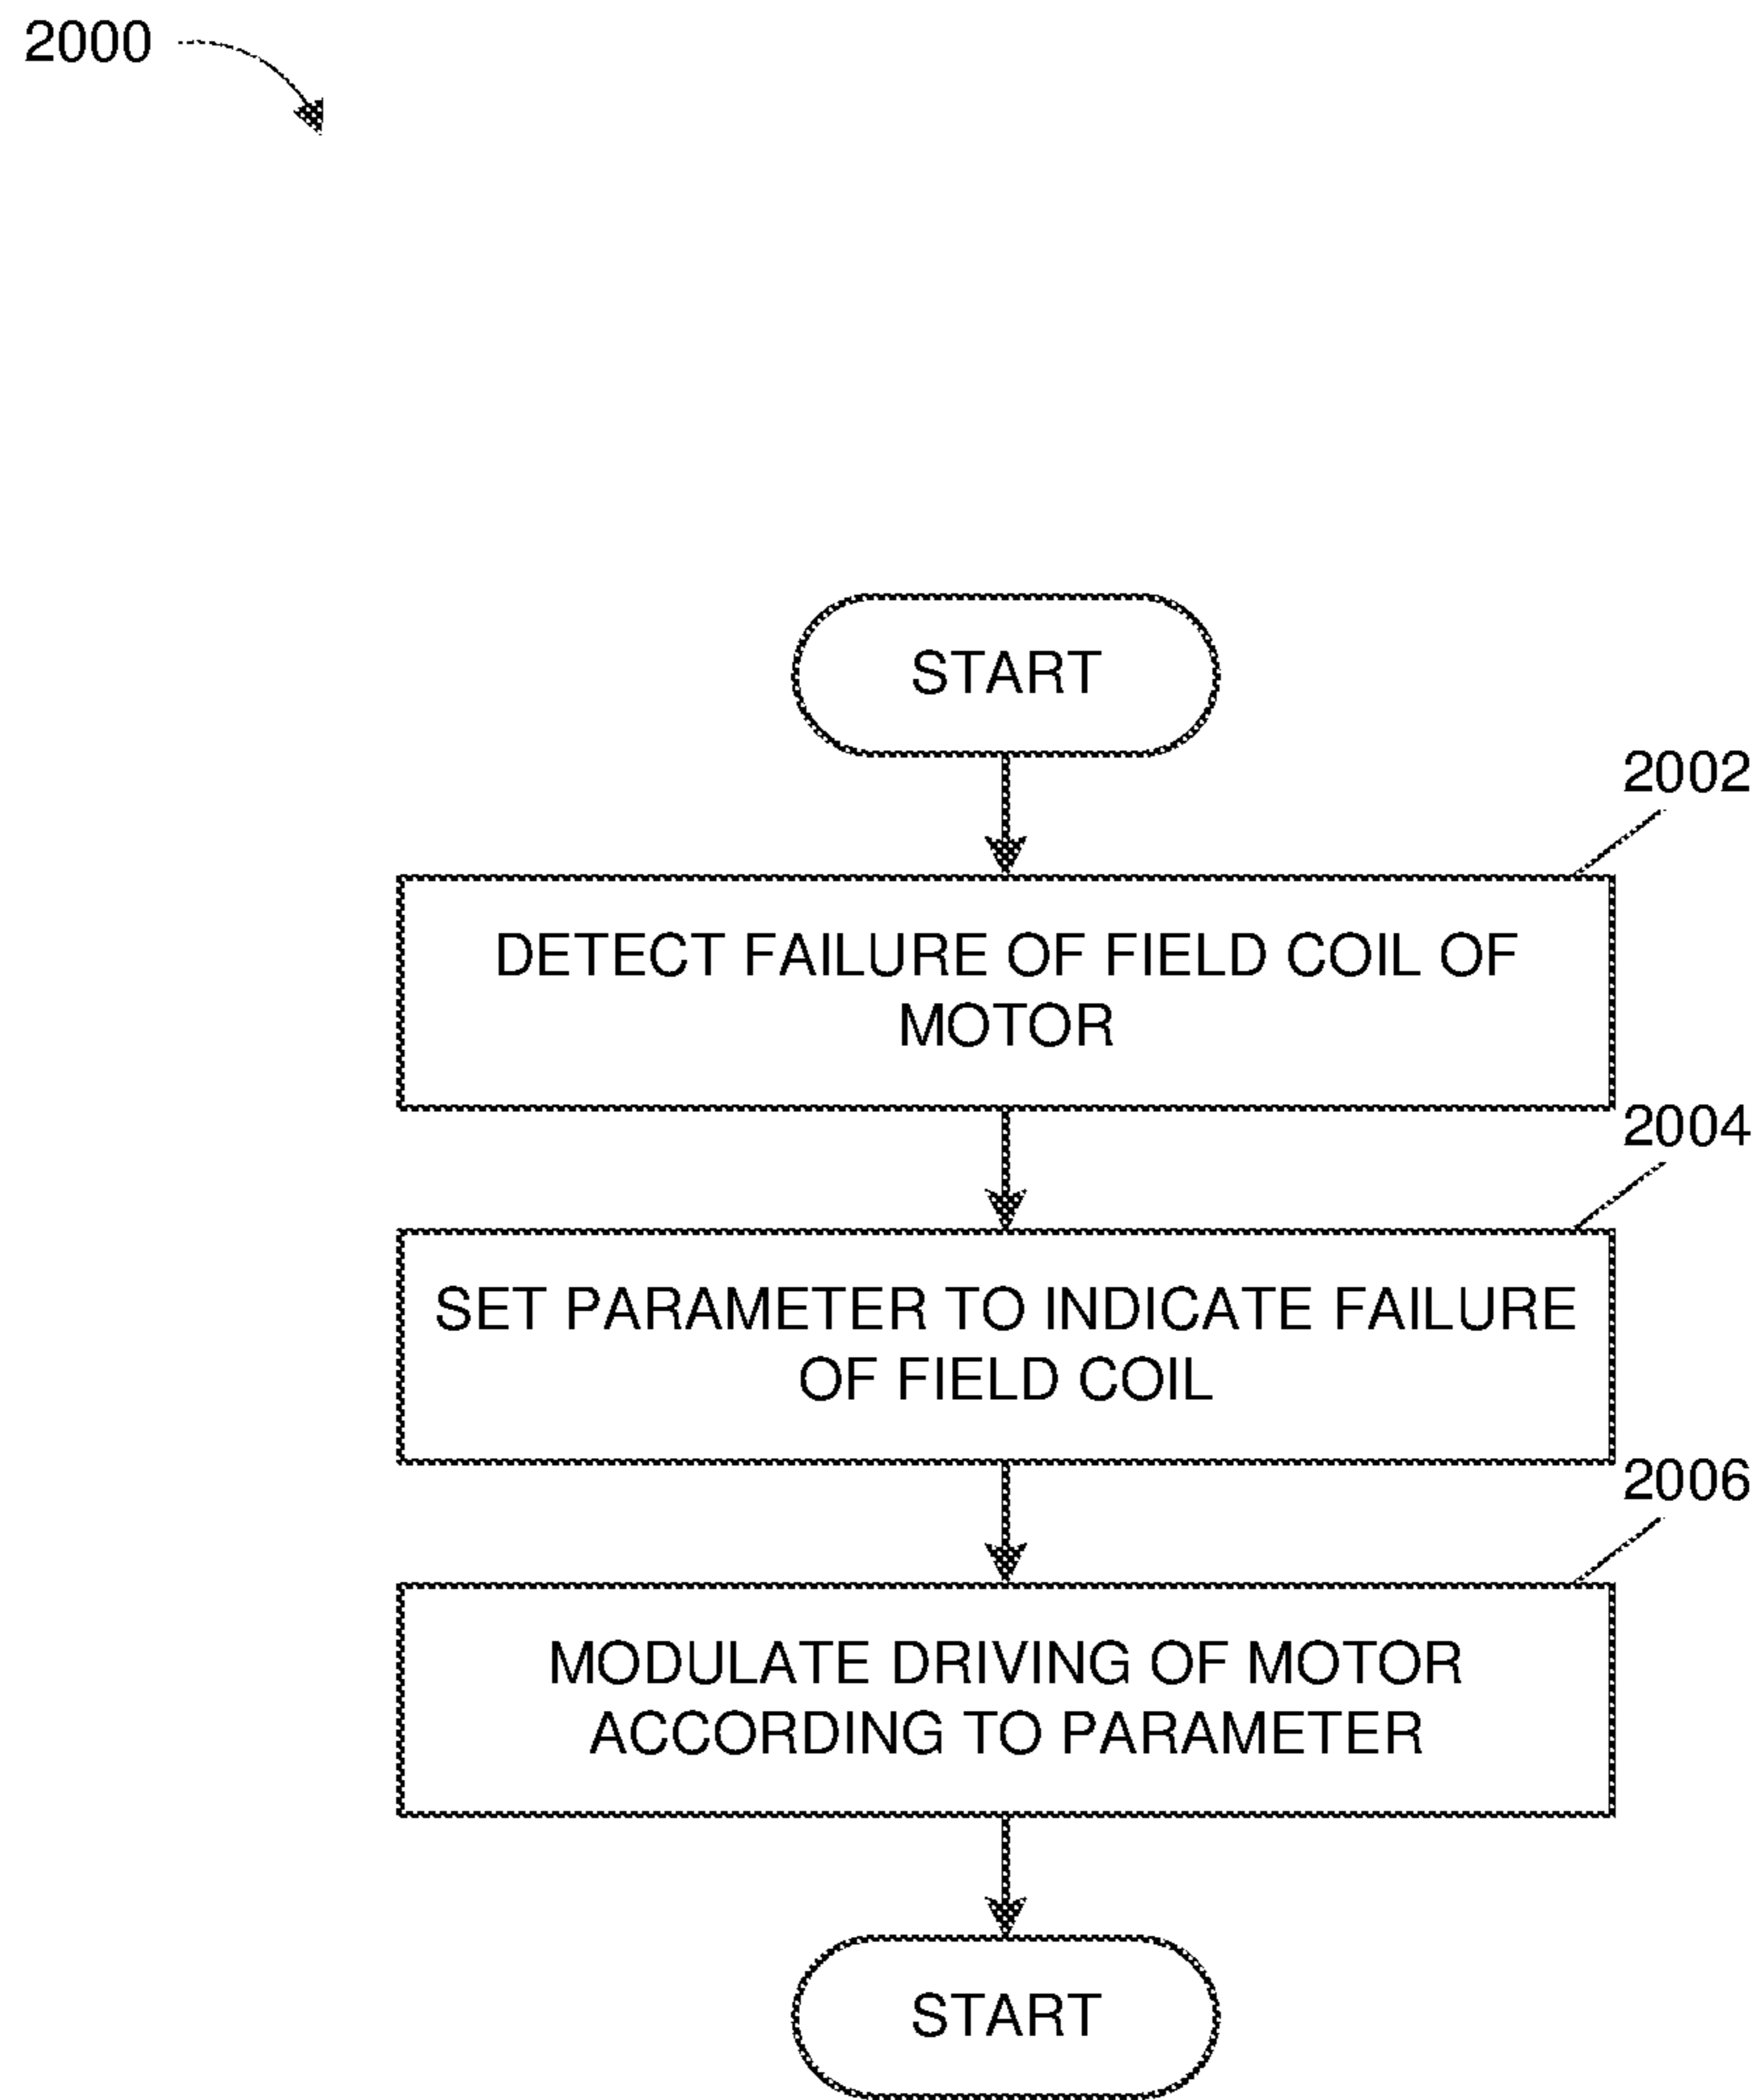 2000
START
2002
DETECT FAILURE OF FIELD COIL OF
MOTOR
2004
SET PARAMETER TO INDICATE FAILURE
OF FIELD COIL
2006
MODULATE DRIVING OF MOTOR
ACCORDING TO PARAMETER
START